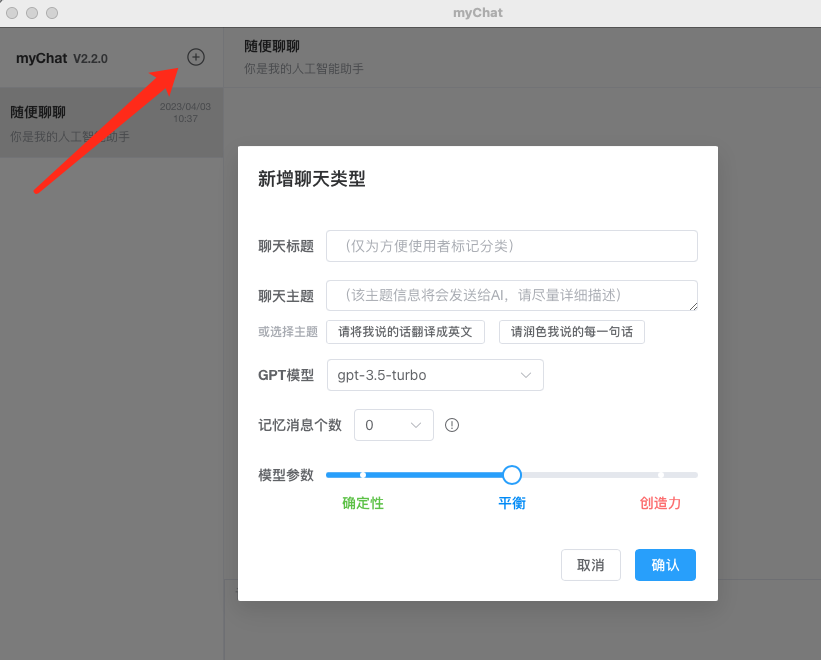 myChat
myChat V2.2.0
随便聊聊
你是我的人工智能助手
随便聊聊
2023/04/03
10:37
你是我的人工智能助手
新增聊天类型
聊天标题 （仅为方便使用者标记分类）
聊天主题 （该主题信息将会发送给AI，请尽量详细描述）
或选择主题 请将我说的话翻译成英文 请润色我说的每一句话
GPT模型 gpt-3.5-turbo
记忆消息个数 0
模型参数
确定性 平衡 创造力
取消 确认